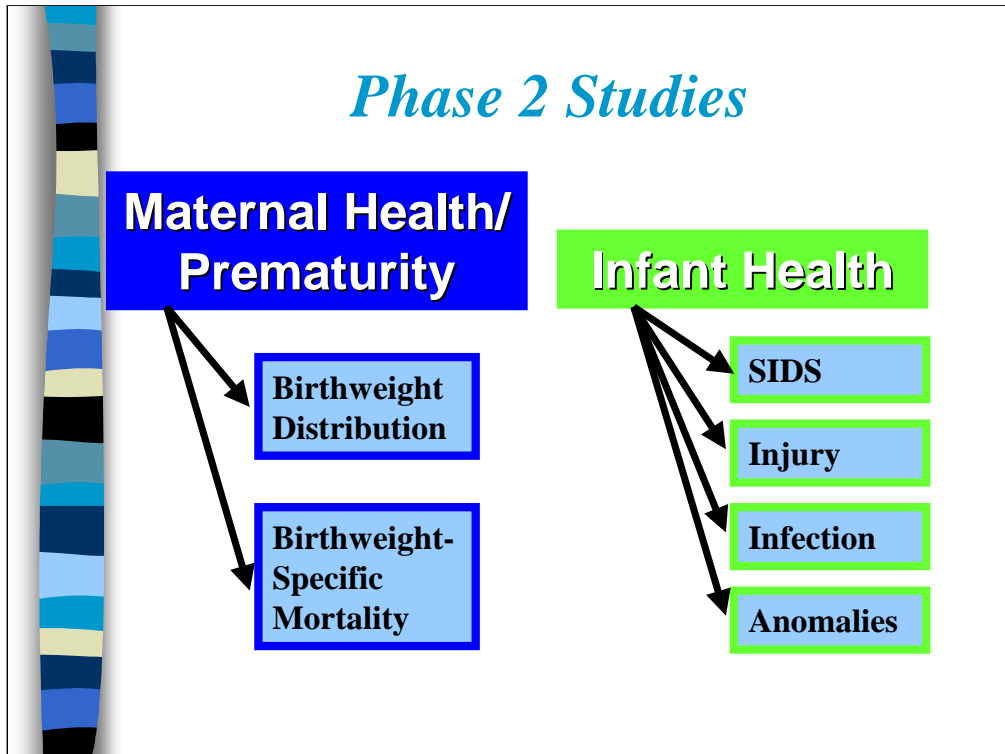 Phase 2 Studies
Maternal Health/
Prematurity
Birthweight
Distribution
Birthweight-
Specific
Mortality
Infant Health
SIDS
Injury
Infection
Anomalies